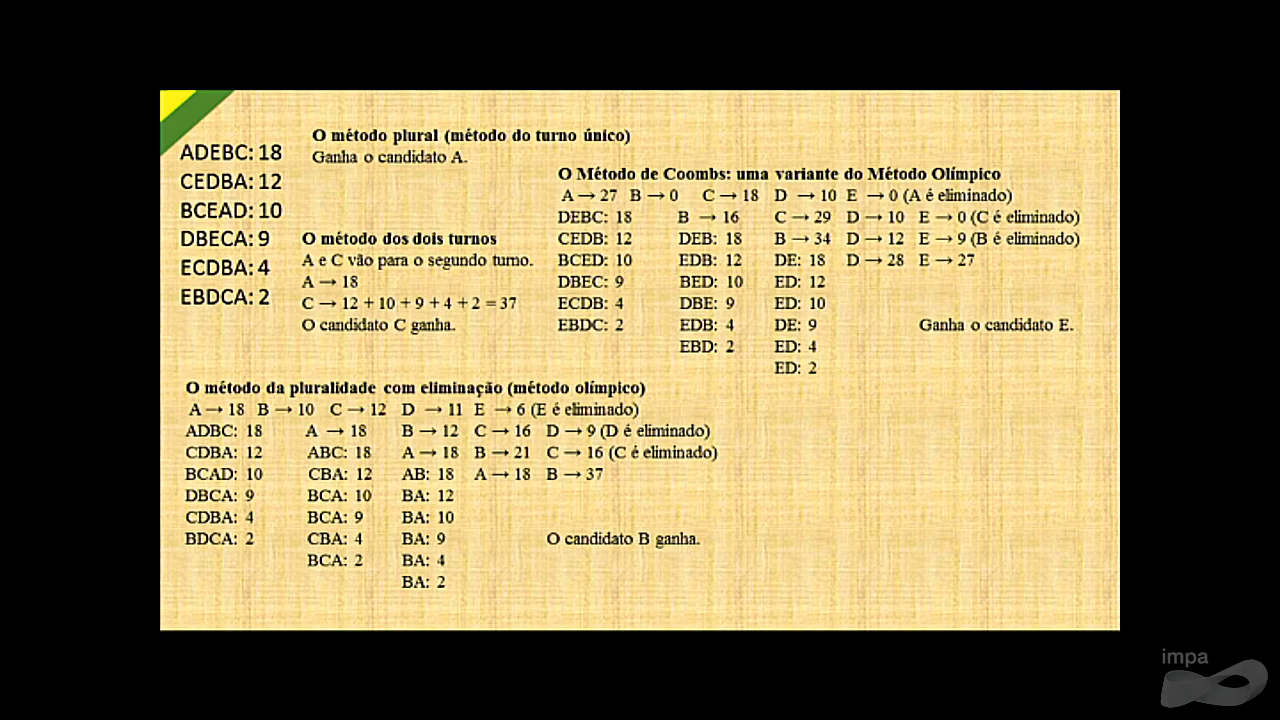 ADEBC: 18
CEDBA: 12
BCEAD: 10
DBECA: 9
ECDBA: 4
EBDCA: 2
O método plural (método do turno único)
Ganha o candidato A.
O método dos dois turnos
A e C vão para o segundo turno.
A → 18
C → 12 + 10 + 9 + 4 + 2 = 37
O candidato C ganha.
O Método de Coombs: uma variante do Método Olímpico
A → 27 B → 0 C → 18 D → 10 E → 0 (A é eliminado)
DEBC: 18 B → 16 C → 29 D → 10 E → 0 (C é eliminado)
CEDB: 12 DEB: 18 B → 34 D → 12 E → 9 (B é eliminado)
BCED: 10 EDB: 12 DE: 18 D → 28 E → 27
DBEC: 9 BED: 10 ED: 12
ECDB: 4 DBE: 9 ED: 10
EBDC: 2 EDB: 4 DE: 9 Ganha o candidato E.
EBD: 2 ED: 4
ED: 2
O método da pluralidade com eliminação (método olímpico)
A → 18 B → 10 C → 12 D → 11 E → 6 (E é eliminado)
ADBC: 18 A → 18 B → 12 C → 16 D → 9 (D é eliminado)
CDBA: 12 ABC: 18 A → 18 B → 21 C → 16 (C é eliminado)
BCAD: 10 CBA: 12 AB: 18 A → 18 B → 37
DBCA: 9 BCA: 10 BA: 12
CDBA: 4 BCA: 9 BA: 10
BDCA: 2 CBA: 4 BA: 9 O candidato B ganha.
BCA: 2 BA: 4
BA: 2
impa